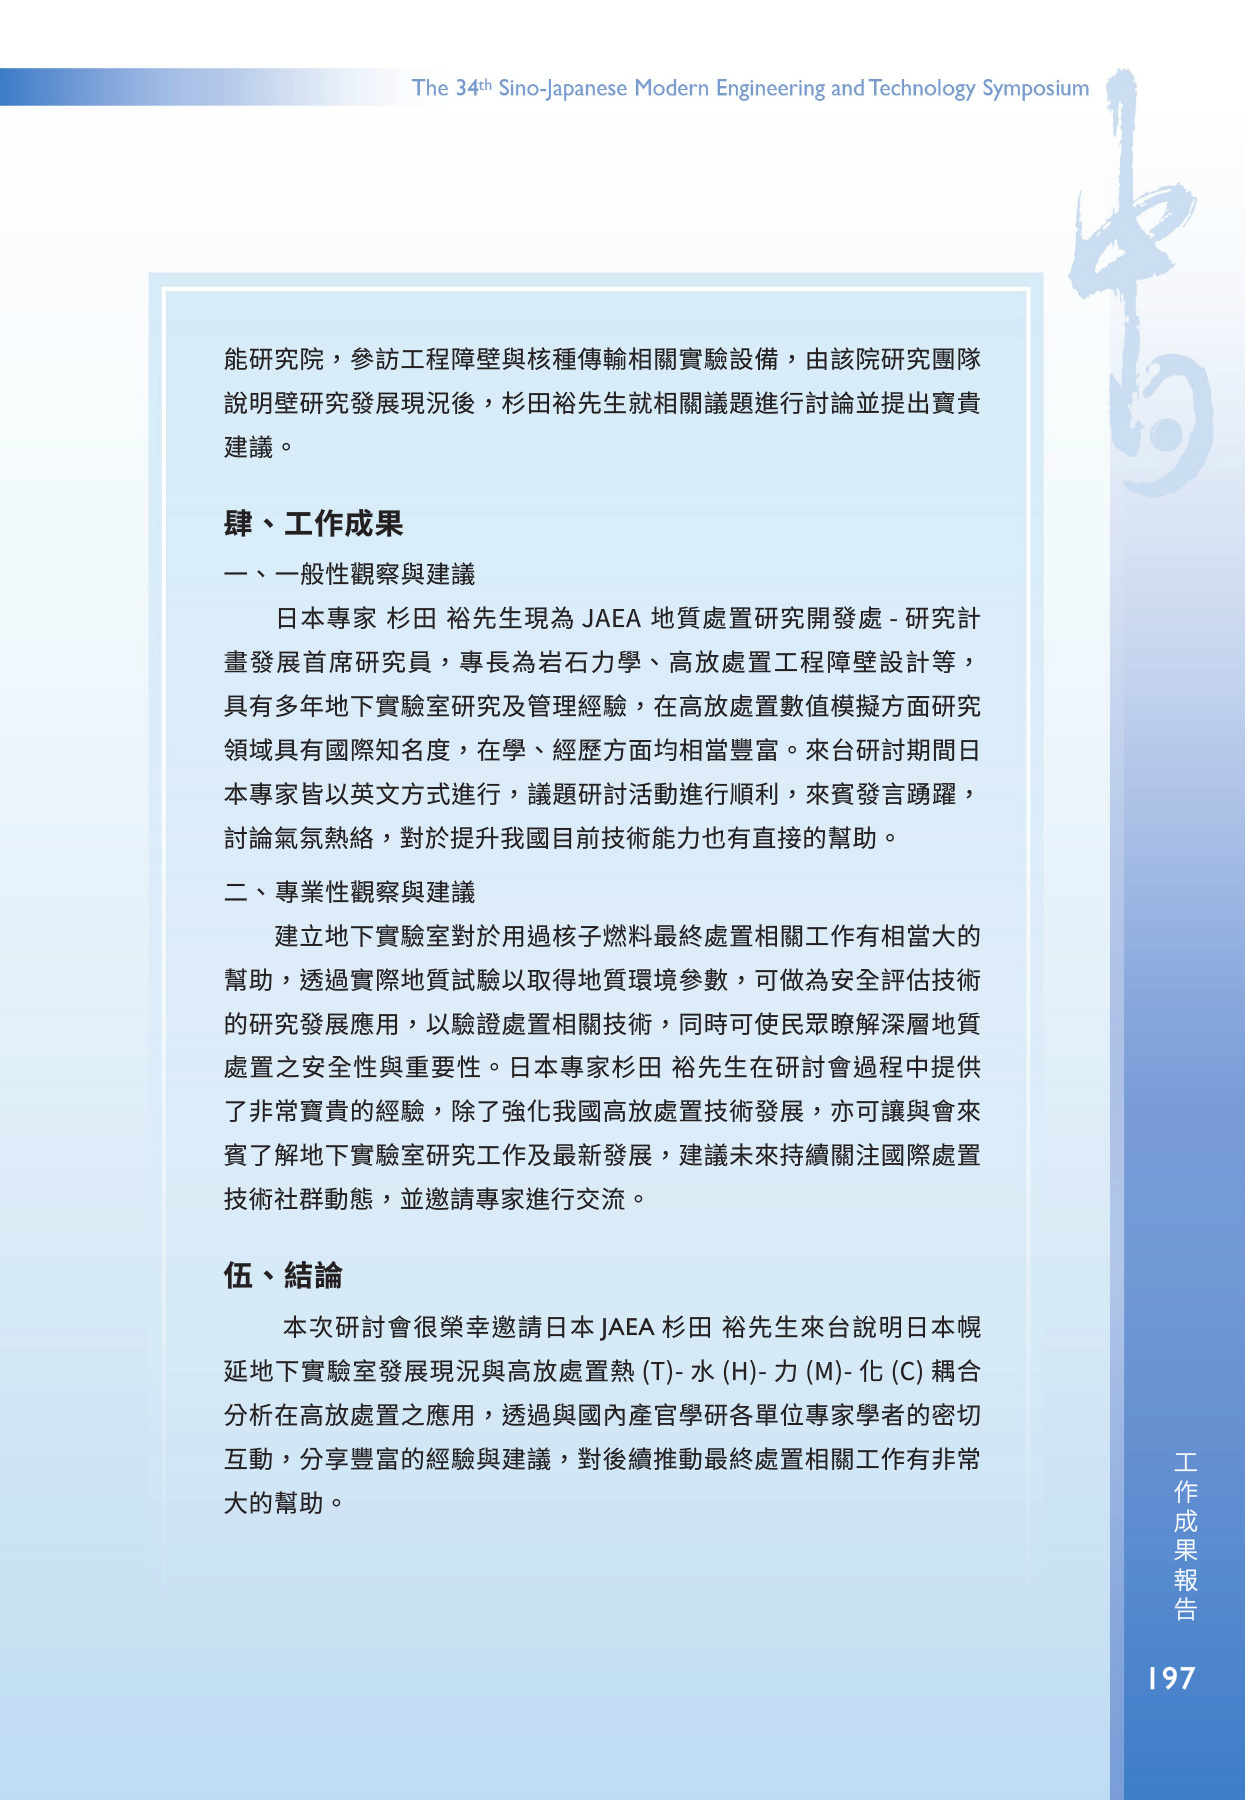 The 34th Sino-Japanese Modern Engineering and Technology Symposium
能研究院，參訪工程障壁與核種傳輸相關實驗設備，由該院研究團隊
說明壁研究發展現況後，杉田裕先生就相關議題進行討論並提出寶貴
建議。
肆、工作成果
一、一般性觀察與建議
日本專家 杉田 裕先生現為 JAEA 地質處置研究開發處 - 研究計
畫發展首席研究員，專長為岩石力學、高放處置工程障壁設計等，
具有多年地下實驗室研究及管理經驗，在高放處置數值模擬方面研究
領域具有國際知名度，在學、經歷方面均相當豐富。來台研討期間日
本專家皆以英文方式進行，議題研討活動進行順利，來賓發言踴躍，
討論氣氛熱絡，對於提升我國目前技術能力也有直接的幫助。
二、專業性觀察與建議
建立地下實驗室對於用過核子燃料最終處置相關工作有相當大的
幫助，透過實際地質試驗以取得地質環境參數，可做為安全評估技術
的研究發展應用，以驗證處置相關技術，同時可使民眾瞭解深層地質
處置之安全性與重要性。日本專家杉田 裕先生在研討會過程中提供
了非常寶貴的經驗，除了強化我國高放處置技術發展，亦可讓與會來
賓了解地下實驗室研究工作及最新發展，建議未來持續關注國際處置
技術社群動態，並邀請專家進行交流。
伍、結論
本次研討會很榮幸邀請日本 JAEA 杉田 裕先生來台說明日本幌
延地下實驗室發展現況與高放處置熱 (T)- 水 (H)- 力 (M)- 化 (C) 耦合
分析在高放處置之應用，透過與國內產官學研各單位專家學者的密切
互動，分享豐富的經驗與建議，對後續推動最終處置相關工作有非常
大的幫助。
工作成果報告
197